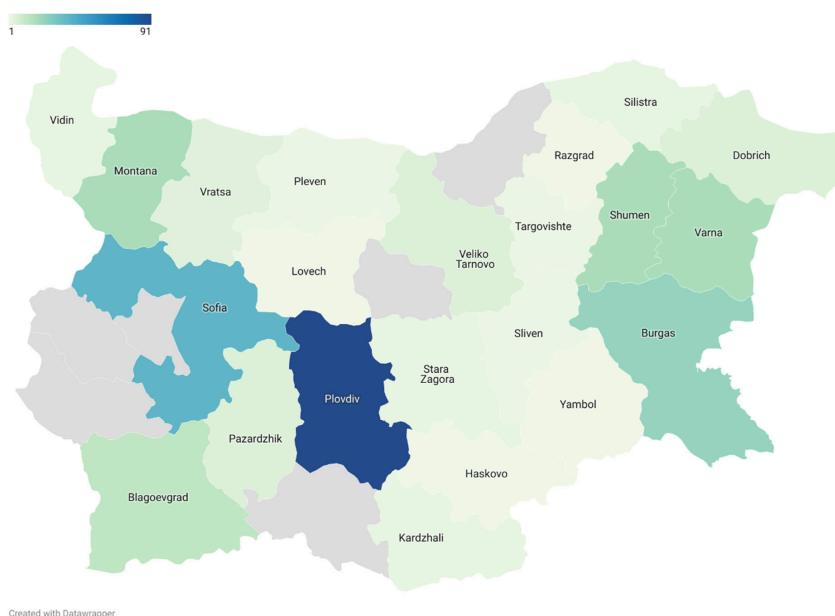 1 91
Silistra
Vidin
Razgrad
Dobrich
Montana
Pleven
Vratsa
Shumen
Targovishte
Varna
Veliko
Tarnovo
Lovech
Sofia
Sliven
Burgas
Stara
Zagora
Plovdiv
Yambol
Pazardzhik
Haskovo
Blagoevgrad
Kardzhali
Created with Datawrapper